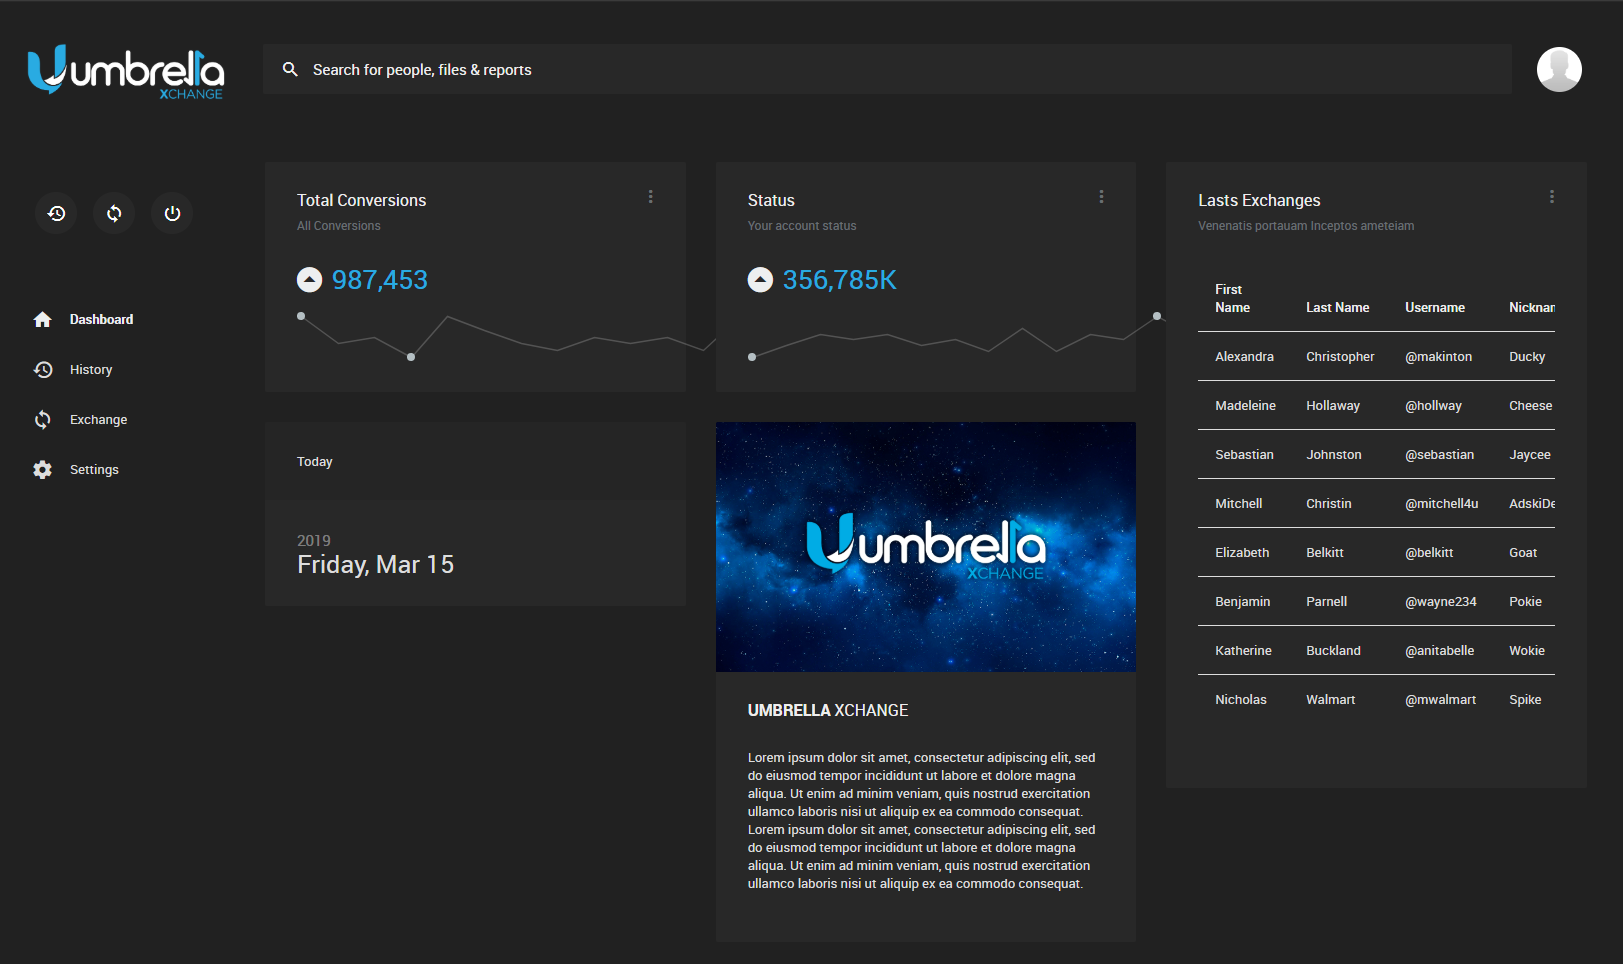 umbrella
XCHANGE
Search for people, files & reports
Dashboard
History
Exchange
Settings
Total Conversions
All Conversions
987,453
Status
Your account status
356,785K
Today
2019
Friday, Mar 15
umbrella
XCHANGE
UMBRELLA XCHANGE
Lorem ipsum dolor sit amet, consectetur adipiscing elit, sed
do eiusmod tempor incididunt ut labore et dolore magna
aliqua. Ut enim ad minim veniam, quis nostrud exercitation
ullamco laboris nisi ut aliquip ex ea commodo consequat.
Lorem ipsum dolor sit amet, consectetur adipiscing elit, sed
do eiusmod tempor incididunt ut labore et dolore magna
aliqua. Ut enim ad minim veniam, quis nostrud exercitation
ullamco laboris nisi ut aliquip ex ea commodo consequat.
Lasts Exchanges
Venenatis portauam Inceptos ameteiam
First
Name Last Name Username
Alexandra Christopher @makinton Ducky
Madeleine Hollaway @hollway Cheese
Sebastian Johnston @sebastian Jaycee
Mitchell Christin @mitchell4u
Elizabeth Belkitt @belkitt Goat
Benjamin Parnell @wayne234 Pokie
Katherine Buckland @anitabelle Wokie
Nicholas Walmart @mwalmart Spike